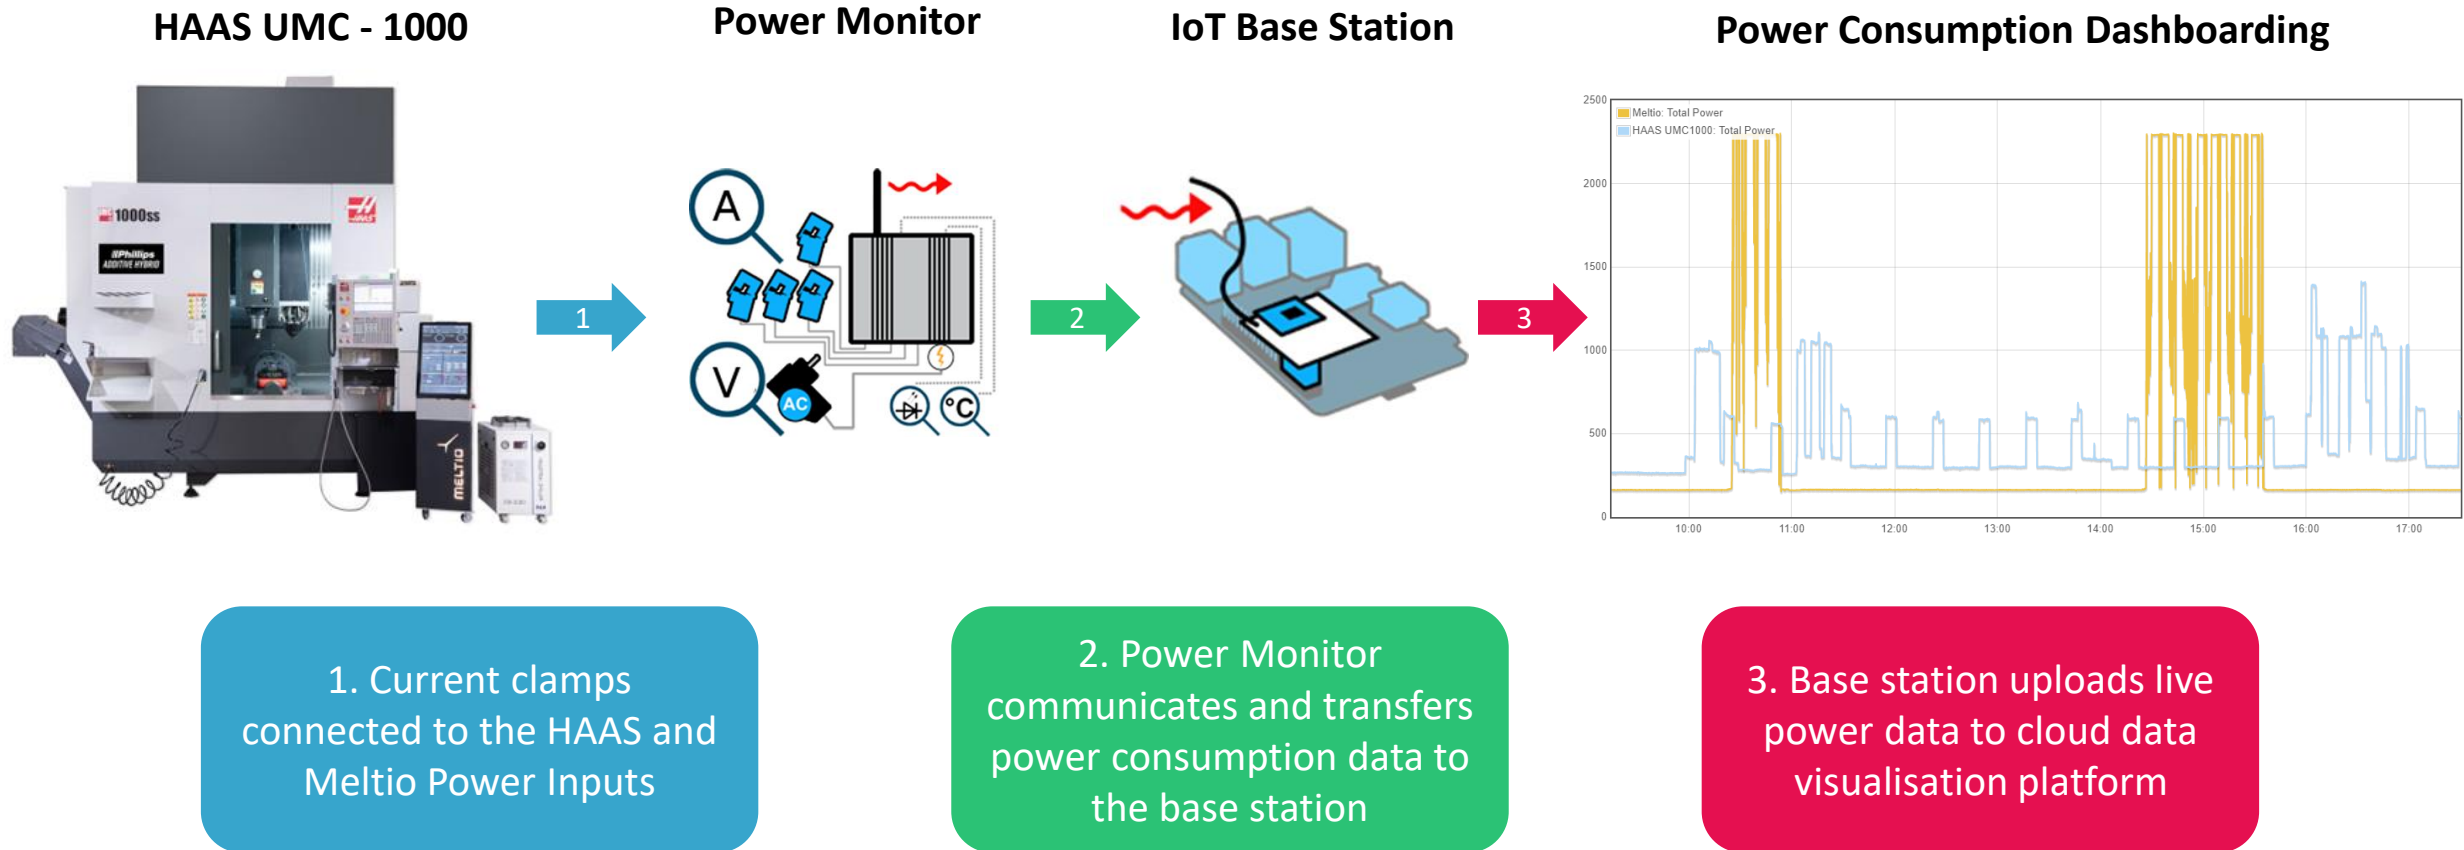 HAAS UMC - 1000
Power Monitor
IoT Base Station
Power Consumption Dashboarding
1000ss
HAAS
Phillips
ADDITIVE HYBRID
MELTIO
1
A
V
AC
°C
2
3
2500
2000
1500
1000
500
0
Meltio: Total Power
HAAS UMC1000: Total Power
10:00
11:00
12:00
13:00
14:00
15:00
16:00
17:00
1. Current clamps
connected to the HAAS and
Meltio Power Inputs
2. Power Monitor
communicates and transfers
power consumption data to
the base station
3. Base station uploads live
power data to cloud data
visualisation platform